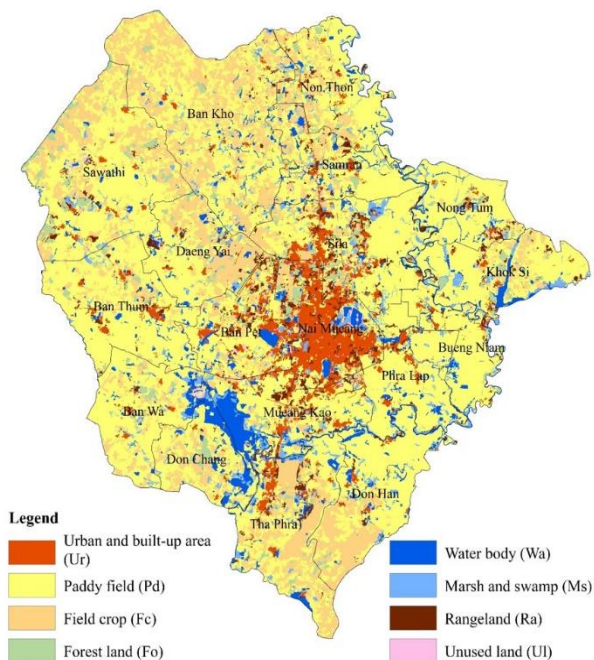 Non Thon
Ban Kho
Samran
Sawathi
Nong Tum
Sila
Daeng Yai
Khok Si
Ban Thum
Nai Mueang
Ban Pet
Bueng Niam
Phra Lap
Ban Wa
Mueang Kao
Don Chang
Don Han
Tha Phra
Legend
Urban and built-up area
(Ur)
Water body (Wa)
Paddy field (Pd)
Marsh and swamp (Ms)
Field crop (Fc)
Rangeland (Ra)
Forest land (Fo)
Unused land (Ul)